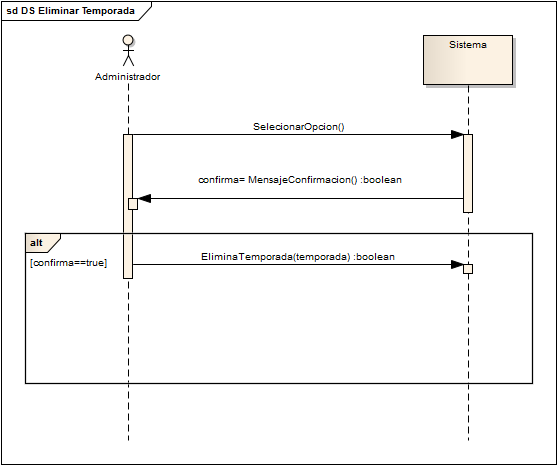 sd DS Eliminar Temporada
Administrador
Sistema
SelecionarOpcion()
confirma= MensajeConfirmacion() :boolean
alt
[confirma==true]
EliminaTemporada(temporada) :boolean